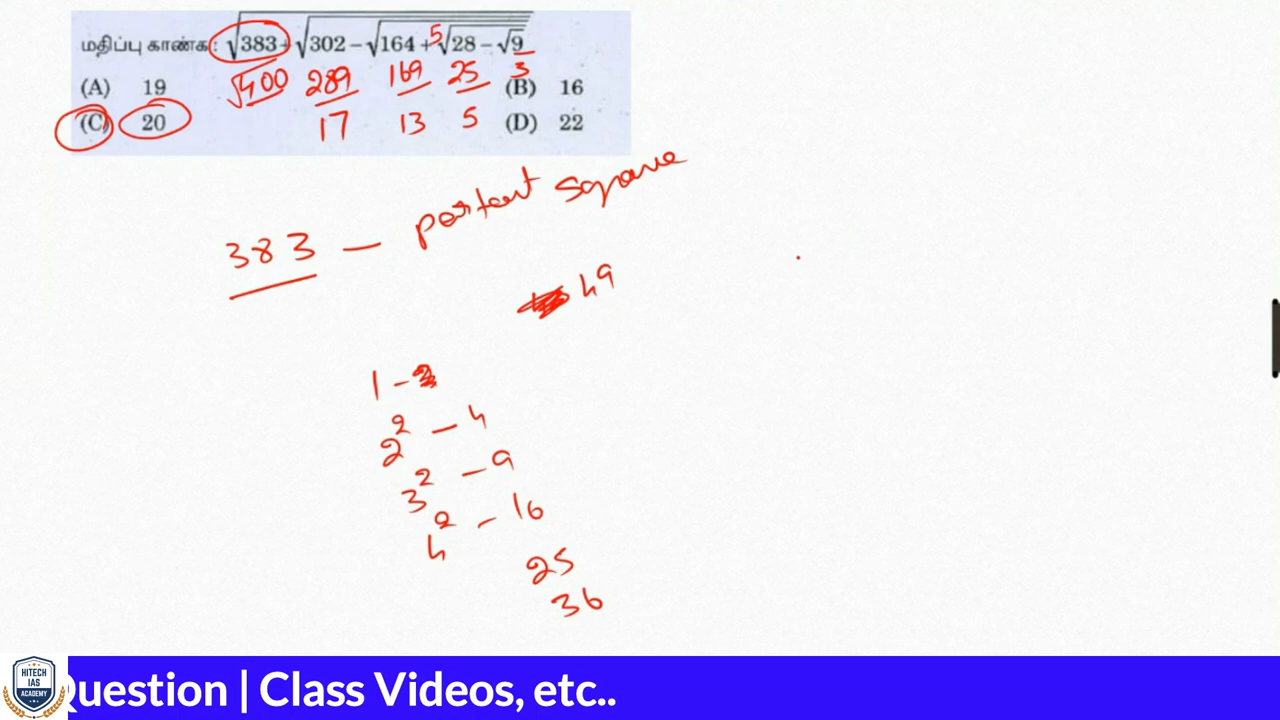 மதிப்பு காண்க : √383+√302−√164+√28−√9
5
√400 289 169 25 3
(A) 19 (B) 16
(C) 20 (D) 22
17 13 5
383 – perfect square
49
1 –
2² – 4
3² – 9
4² – 16
25
36
HITECH IAS ACADEMY
Question | Class Videos, etc..